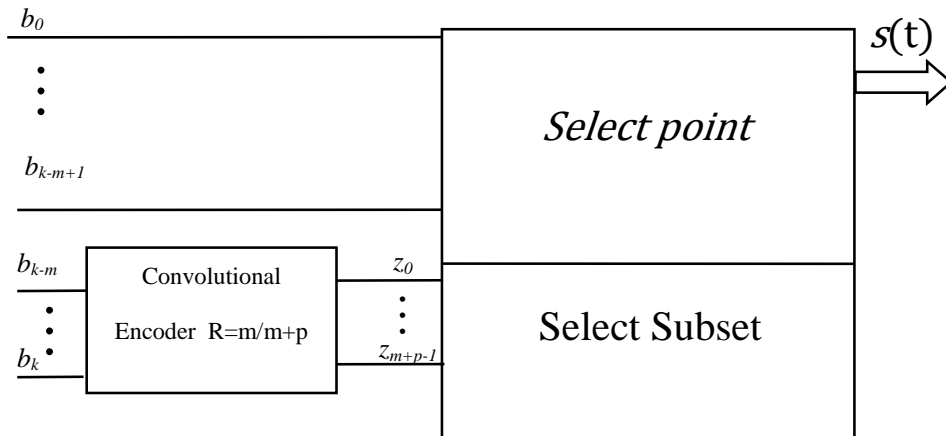 b0
s(t)
Select point
bk-m+1
bk-m
Convolutional
z0
Encoder R=m/m+p
Select Subset
bk
zm+p-1